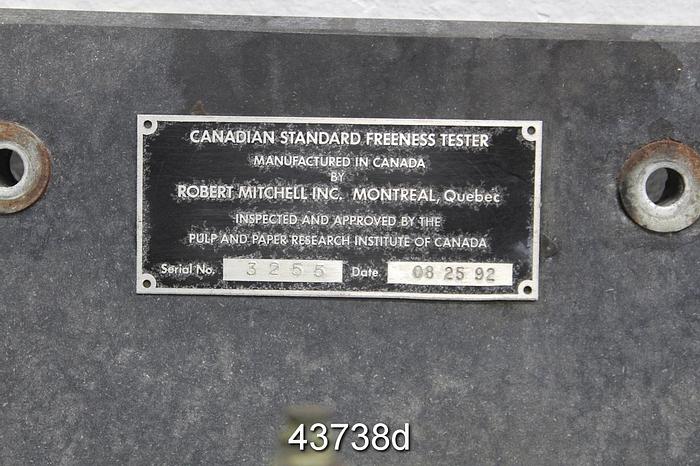 CANADIAN STANDARD FREENESS TESTER
MANUFACTURED IN CANADA
BY
ROBERT MITCHELL INC. MONTREAL, Quebec
INSPECTED AND APPROVED BY THE
PULP AND PAPER RESEARCH INSTITUTE OF CANADA
Serial No. 3255 Date 08 25 92
43738d